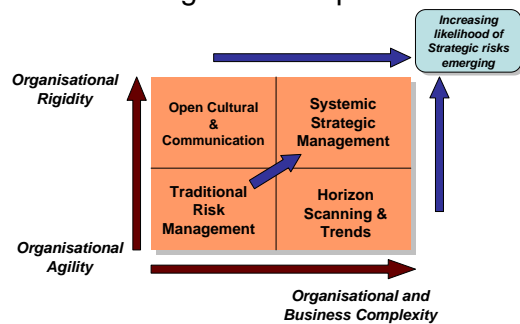 Increasing
likelihood of
Strategic risks
emerging
Organisational
Rigidity
Open Cultural
&
Communication
Systemic
Strategic
Management
Traditional
Risk
Management
Horizon
Scanning &
Trends
Organisational
Agility
Organisational and
Business Complexity